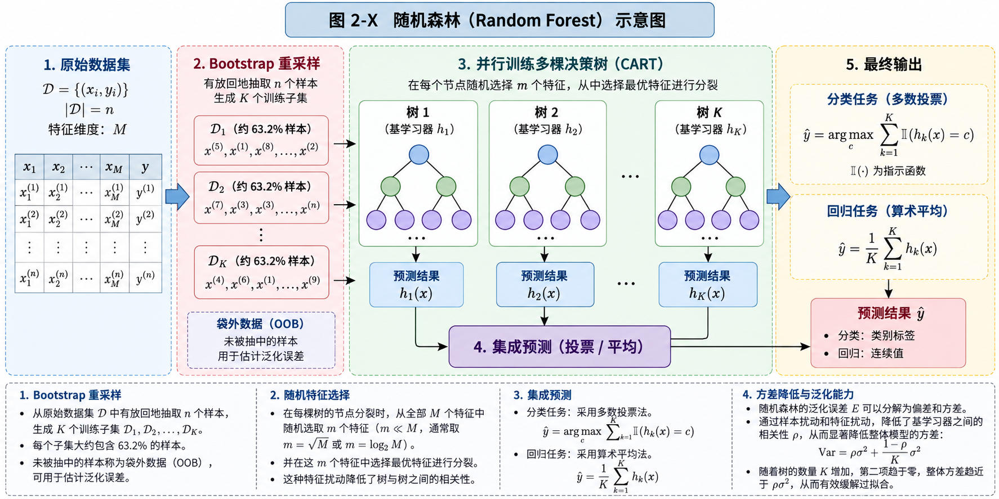 图 2-X 随机森林（Random Forest）示意图
1. 原始数据集
𝒟 = {(xᵢ, yᵢ)}
|𝒟| = n
特征维度：M
x₁ x₂ ⋯ x_M y
x₁⁽¹⁾ x₂⁽¹⁾ ⋯ x_M⁽¹⁾ y⁽¹⁾
x₁⁽²⁾ x₂⁽²⁾ ⋯ x_M⁽²⁾ y⁽²⁾
⋮ ⋮ ⋮ ⋮ ⋮
x₁⁽ⁿ⁾ x₂⁽ⁿ⁾ ⋯ x_M⁽ⁿ⁾ y⁽ⁿ⁾
2. Bootstrap 重采样
有放回地抽取 n 个样本
生成 K 个训练子集
𝒟₁（约 63.2% 样本）
x⁽⁵⁾, x⁽¹⁾, x⁽⁸⁾, …, x⁽²⁾
𝒟₂（约 63.2% 样本）
x⁽⁷⁾, x⁽³⁾, x⁽³⁾, …, x⁽ⁿ⁾
⋮
𝒟_K（约 63.2% 样本）
x⁽⁴⁾, x⁽⁶⁾, x⁽¹⁾, …, x⁽⁹⁾
袋外数据（OOB）
未被抽中的样本
用于估计泛化误差
3. 并行训练多棵决策树（CART）
在每个节点随机选择 m 个特征，从中选择最优特征进行分裂
树 1
（基学习器 h₁）
…
预测结果
h₁(x)
树 2
（基学习器 h₂）
…
预测结果
h₂(x)
…
…
树 K
（基学习器 h_K）
…
预测结果
h_K(x)
4. 集成预测（投票 / 平均）
5. 最终输出
分类任务（多数投票）
ŷ = arg max_c ∑_{k=1}^{K} 𝕀(h_k(x) = c)
𝕀(·) 为指示函数
回归任务（算术平均）
ŷ = 1/K ∑_{k=1}^{K} h_k(x)
预测结果 ŷ
• 分类：类别标签
• 回归：连续值
1. Bootstrap 重采样
• 从原始数据集 𝒟 中有放回地抽取 n 个样本，
生成 K 个训练子集 𝒟₁, 𝒟₂, …, 𝒟_K。
• 每个子集大约包含 63.2% 的样本。
• 未被抽中的样本称为袋外数据（OOB），
可用于估计泛化误差。
2. 随机特征选择
• 在每棵树的节点分裂时，从全部 M 个特征中
随机选取 m 个特征（m ≪ M，通常取
m = √M 或 m = log₂ M）。
• 并在这 m 个特征中选择最优特征进行分裂。
• 这种特征扰动降低了树与树之间的相关性。
3. 集成预测
• 分类任务：采用多数投票法。
ŷ = arg max_c ∑_{k=1}^{K} 𝕀(h_k(x) = c)
• 回归任务：采用算术平均法。
ŷ = 1/K ∑_{k=1}^{K} h_k(x)
4. 方差降低与泛化能力
• 随机森林的泛化误差 E 可以分解为偏差和方差。
• 通过样本扰动和特征扰动，降低了基学习器之间的
相关性 ρ，从而显著降低整体模型的方差：
Var = ρσ² + (1−ρ)/K σ²
• 随着树的数量 K 增加，第二项趋于零，整体方差趋近
于 ρσ²，从而有效缓解过拟合。